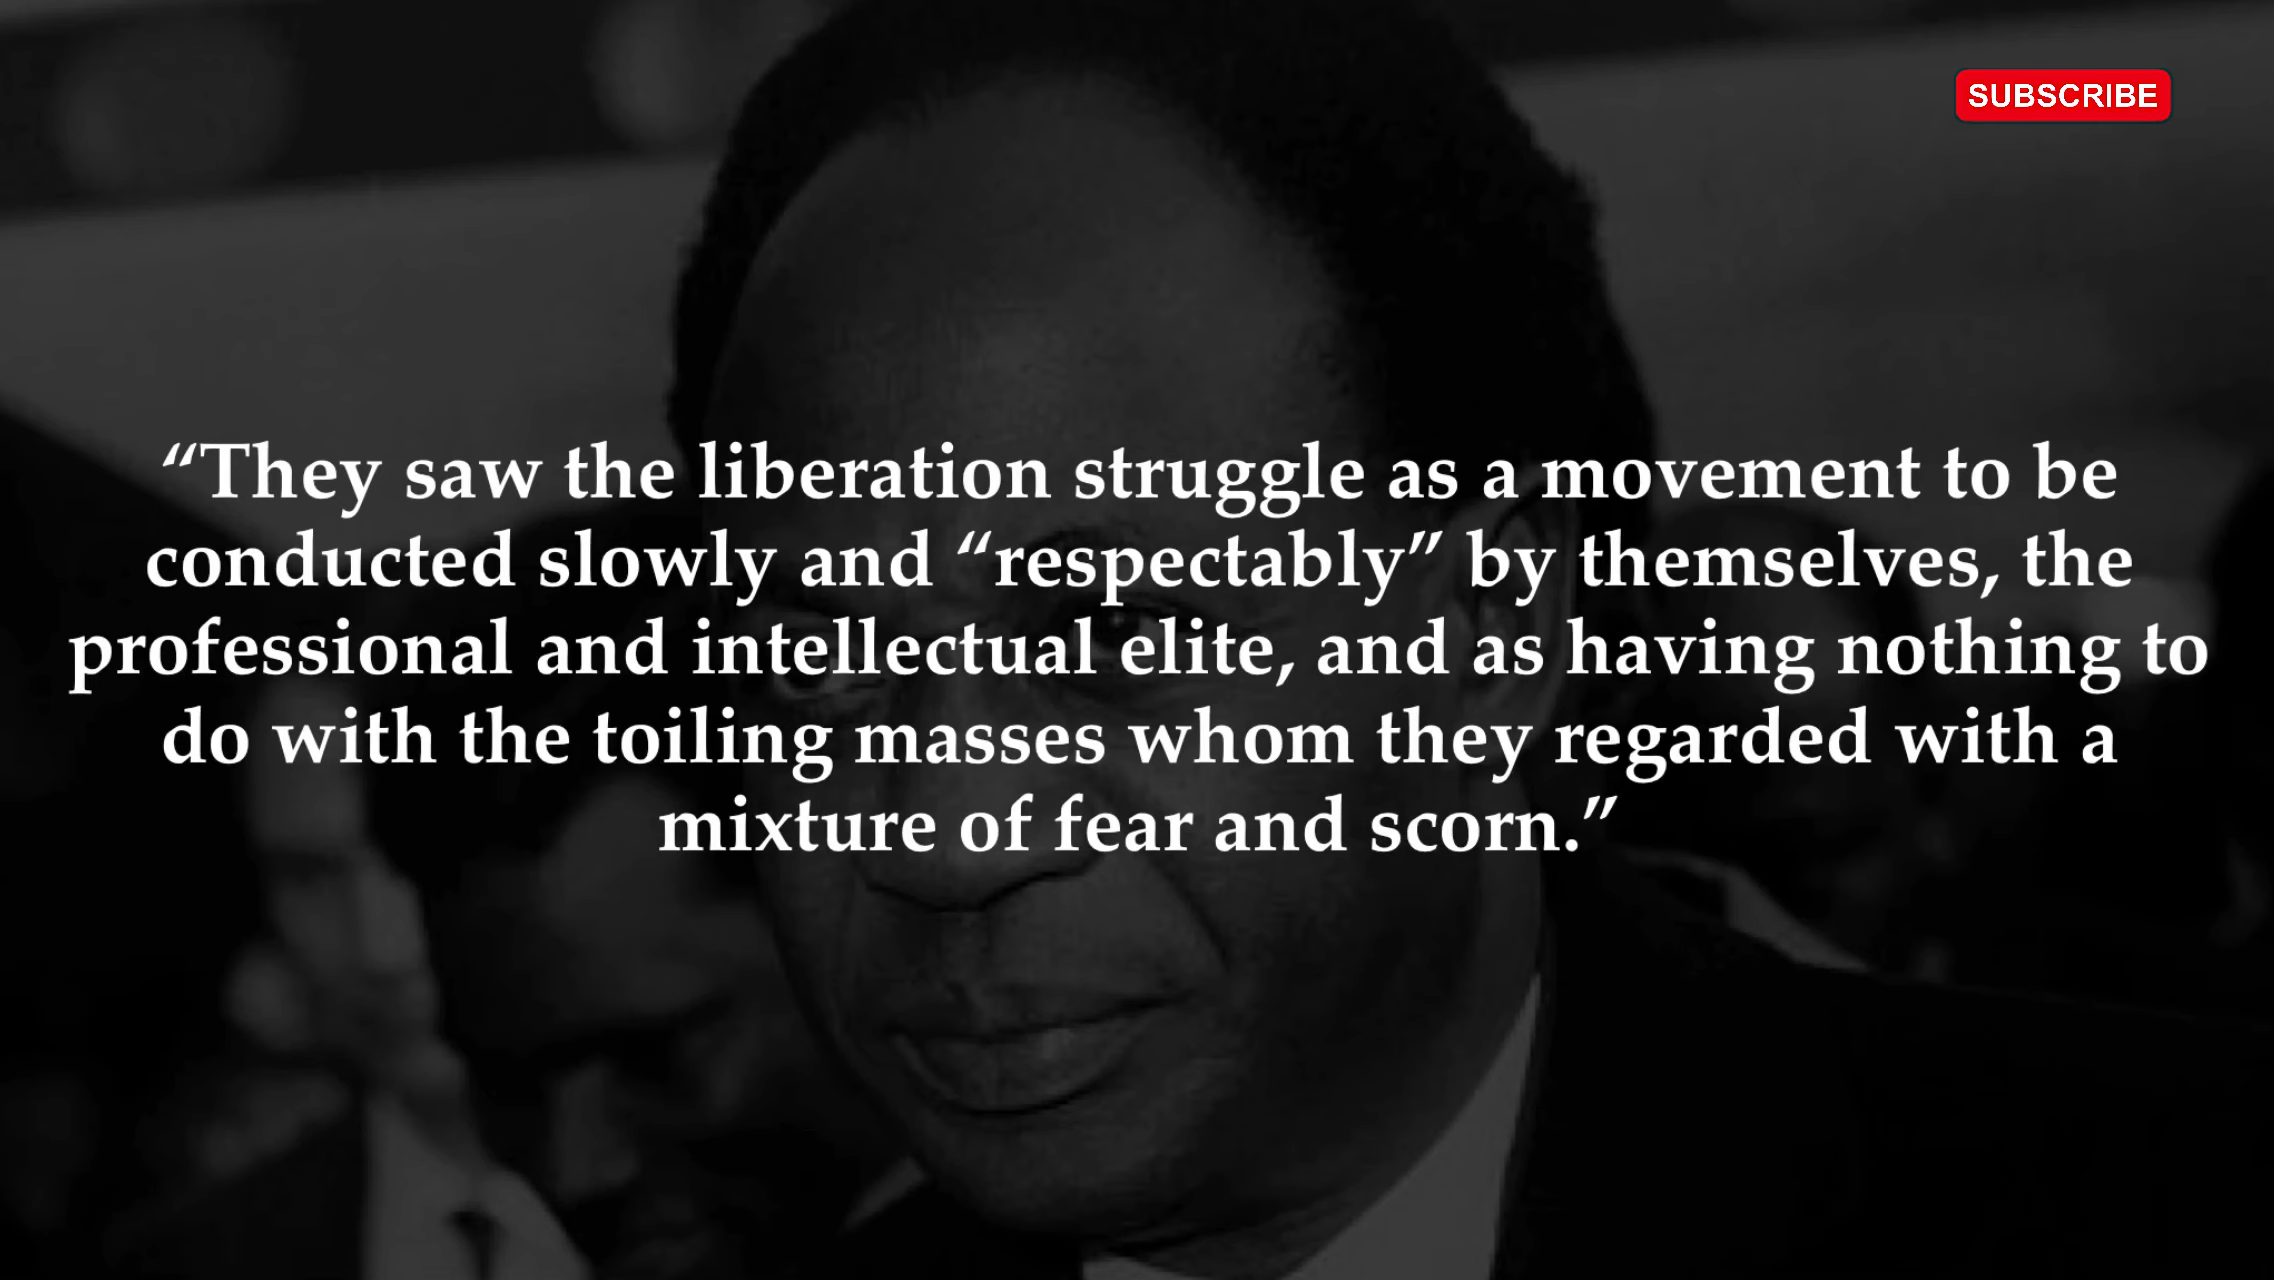 SUBSCRIBE
“They saw the liberation struggle as a movement to be
conducted slowly and “respectably” by themselves, the
professional and intellectual elite, and as having nothing to
do with the toiling masses whom they regarded with a
mixture of fear and scorn.”